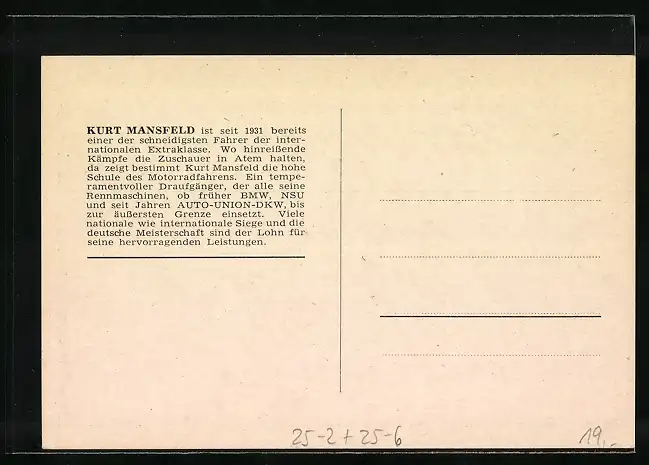 KURT MANSFELD ist seit 1931 bereits
einer der schneidigsten Fahrer der inter-
nationalen Extraklasse. Wo hinreißende
Kämpfe die Zuschauer in Atem halten,
da zeigt bestimmt Kurt Mansfeld die hohe
Schule des Motorradfahrens. Ein tempe-
ramentvoller Draufgänger, der alle seine
Rennmaschinen, ob früher BMW, NSU
und seit Jahren AUTO-UNION-DKW, bis
zur äußersten Grenze einsetzt. Viele
nationale wie internationale Siege und die
deutsche Meisterschaft sind der Lohn für
seine hervorragenden Leistungen.
25-2 + 25-6
19,-